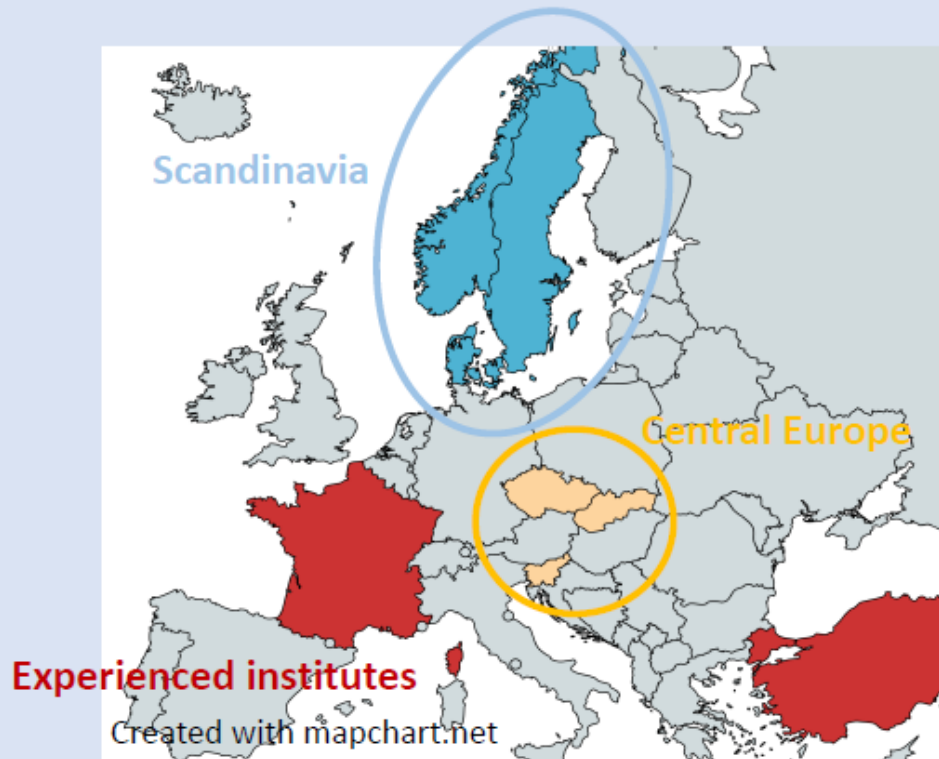 Scandinavia
Central Europe
Experienced institutes
Created with mapchart.net